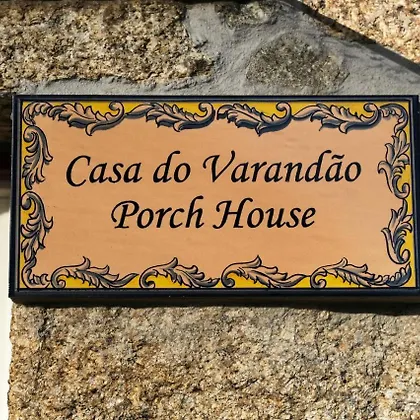 Casa do Varandão
Porch House